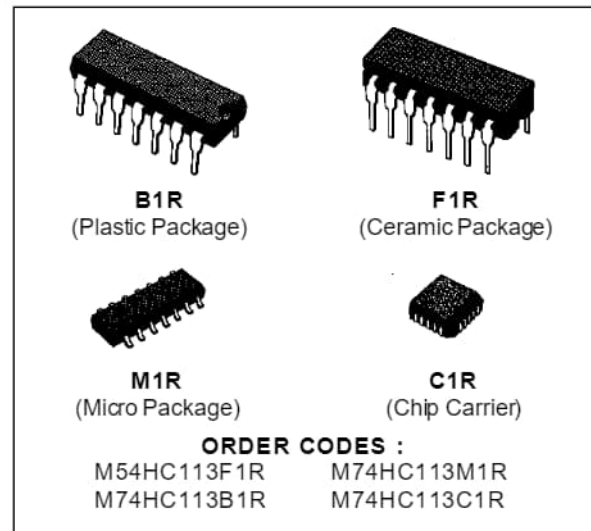 B1R
(Plastic Package)
F1R
(Ceramic Package)
M1R
(Micro Package)
C1R
(Chip Carrier)
ORDER CODES :
M54HC113F1R M74HC113M1R
M74HC113B1R M74HC113C1R